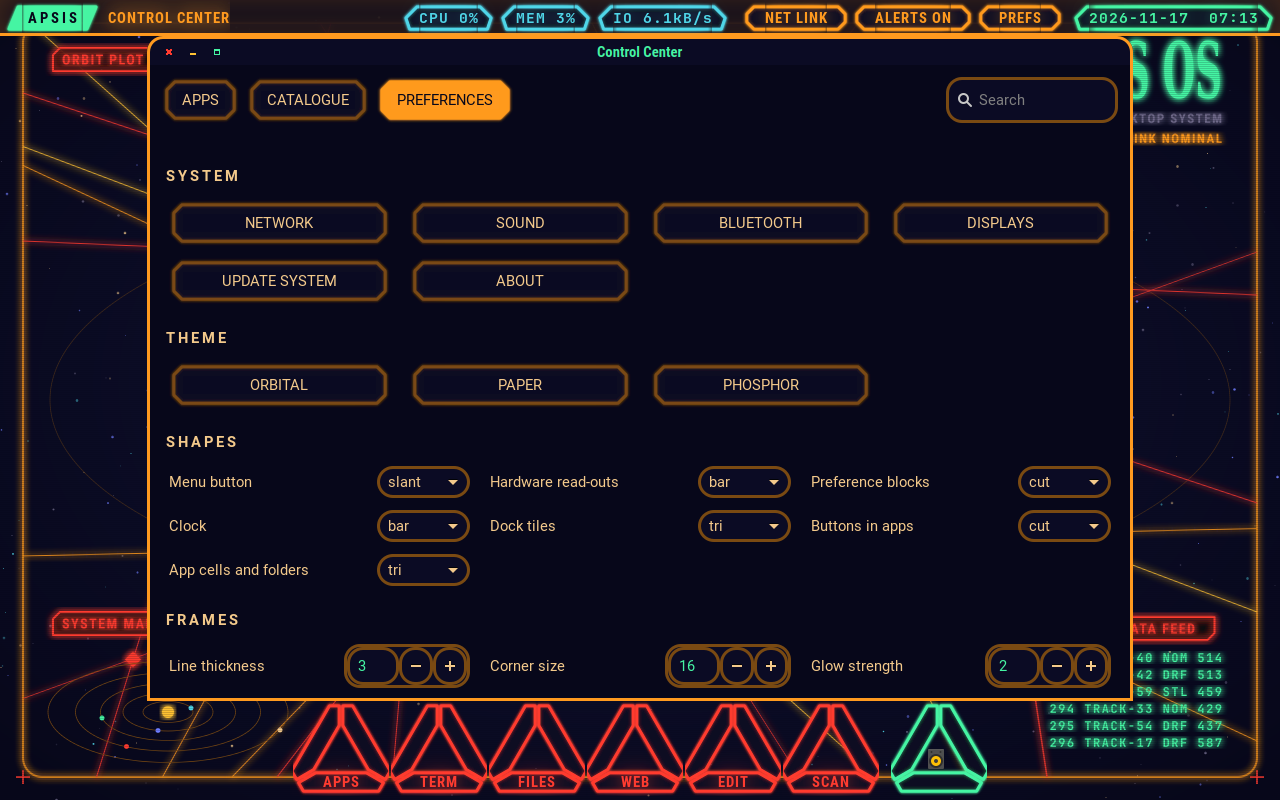 APSIS CONTROL CENTER CPU 0% MEM 3% IO 6.1kB/s NET LINK ALERTS ON PREFS 2026-11-17 07:13
Control Center
ORBIT PLOT
S OS
APPS CATALOGUE PREFERENCES Search
KTOP SYSTEM
INK NOMINAL
SYSTEM
NETWORK SOUND BLUETOOTH DISPLAYS
UPDATE SYSTEM ABOUT
THEME
ORBITAL PAPER PHOSPHOR
SHAPES
Menu button slant Hardware read-outs bar Preference blocks cut
Clock bar Dock tiles tri Buttons in apps cut
App cells and folders tri
FRAMES
SYSTEM MA
ATA FEED
Line thickness 3 Corner size 16 Glow strength 2
40 NOM 514
42 DRF 513
59 STL 459
294 TRACK-33 NOM 429
295 TRACK-54 DRF 437
296 TRACK-17 DRF 587
APPS TERM FILES WEB EDIT SCAN